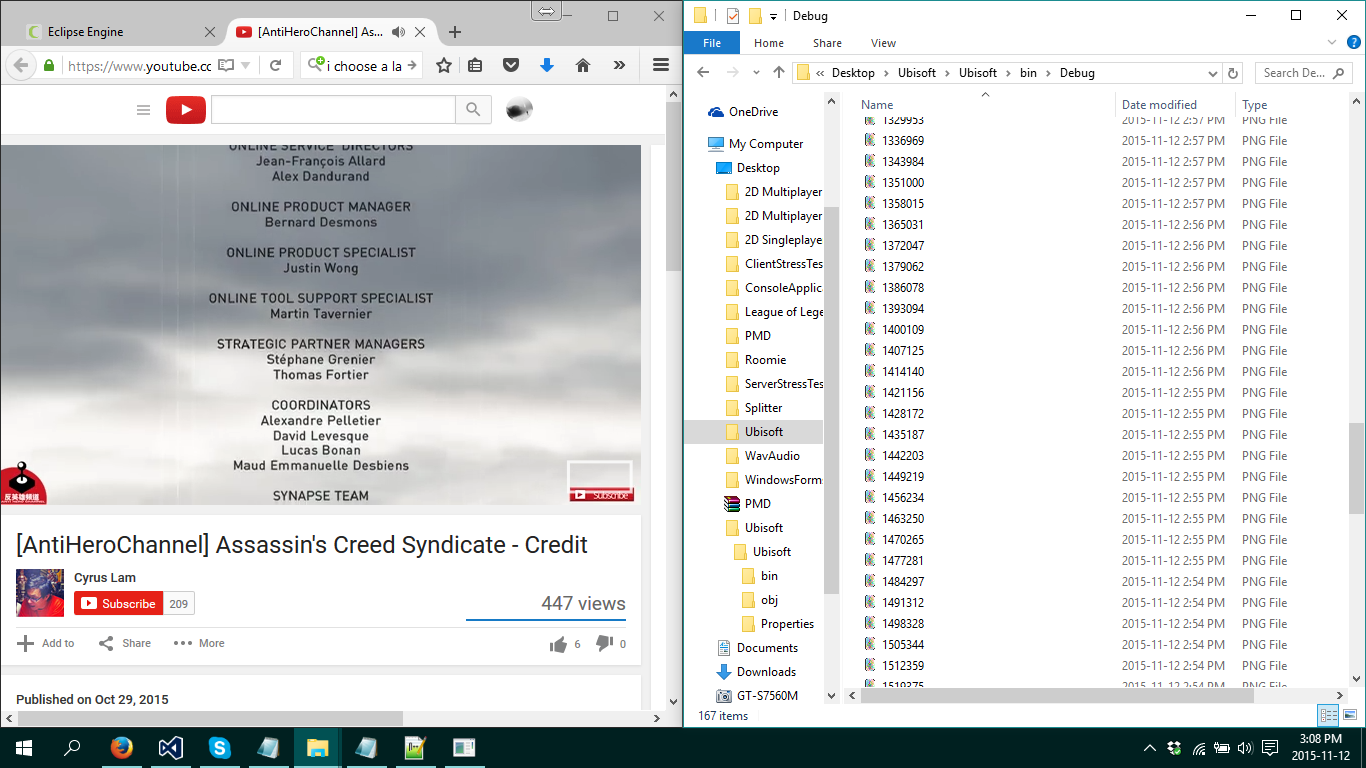 Eclipse Engine
[AntiHeroChannel] As...
https://www.youtube.cc
i choose a la
ONLINE SERVICE DIRECTORS
Jean-François Allard
Alex Dandurand
ONLINE PRODUCT MANAGER
Bernard Desmons
ONLINE PRODUCT SPECIALIST
Justin Wong
ONLINE TOOL SUPPORT SPECIALIST
Martin Tavernier
STRATEGIC PARTNER MANAGERS
Stéphane Grenier
Thomas Fortier
COORDINATORS
Alexandre Pelletier
David Levesque
Lucas Bonan
Maud Emmanuelle Desbiens
SYNAPSE TEAM
反英雄頻道
Subscribe
[AntiHeroChannel] Assassin's Creed Syndicate - Credit
Cyrus Lam
Subscribe 209
447 views
Add to Share More 6 0
Published on Oct 29, 2015
Debug
File Home Share View
« Desktop › Ubisoft › Ubisoft › bin › Debug
Search De...
OneDrive
My Computer
Desktop
2D Multiplayer
2D Multiplayer
2D Singleplaye
ClientStressTes
ConsoleApplica
League of Lege
PMD
Roomie
ServerStressTes
Splitter
Ubisoft
WavAudio
WindowsForm
PMD
Ubisoft
Ubisoft
bin
obj
Properties
Documents
Downloads
GT-S7560M
Name Date modified Type
1329953 2015-11-12 2:57 PM PNG File
1336969 2015-11-12 2:57 PM PNG File
1343984 2015-11-12 2:57 PM PNG File
1351000 2015-11-12 2:57 PM PNG File
1358015 2015-11-12 2:57 PM PNG File
1365031 2015-11-12 2:56 PM PNG File
1372047 2015-11-12 2:56 PM PNG File
1379062 2015-11-12 2:56 PM PNG File
1386078 2015-11-12 2:56 PM PNG File
1393094 2015-11-12 2:56 PM PNG File
1400109 2015-11-12 2:56 PM PNG File
1407125 2015-11-12 2:56 PM PNG File
1414140 2015-11-12 2:56 PM PNG File
1421156 2015-11-12 2:55 PM PNG File
1428172 2015-11-12 2:55 PM PNG File
1435187 2015-11-12 2:55 PM PNG File
1442203 2015-11-12 2:55 PM PNG File
1449219 2015-11-12 2:55 PM PNG File
1456234 2015-11-12 2:55 PM PNG File
1463250 2015-11-12 2:55 PM PNG File
1470265 2015-11-12 2:55 PM PNG File
1477281 2015-11-12 2:55 PM PNG File
1484297 2015-11-12 2:54 PM PNG File
1491312 2015-11-12 2:54 PM PNG File
1498328 2015-11-12 2:54 PM PNG File
1505344 2015-11-12 2:54 PM PNG File
1512359 2015-11-12 2:54 PM PNG File
1519375 2015-11-12 2:54 PM PNG File
167 items
3:08 PM
2015-11-12